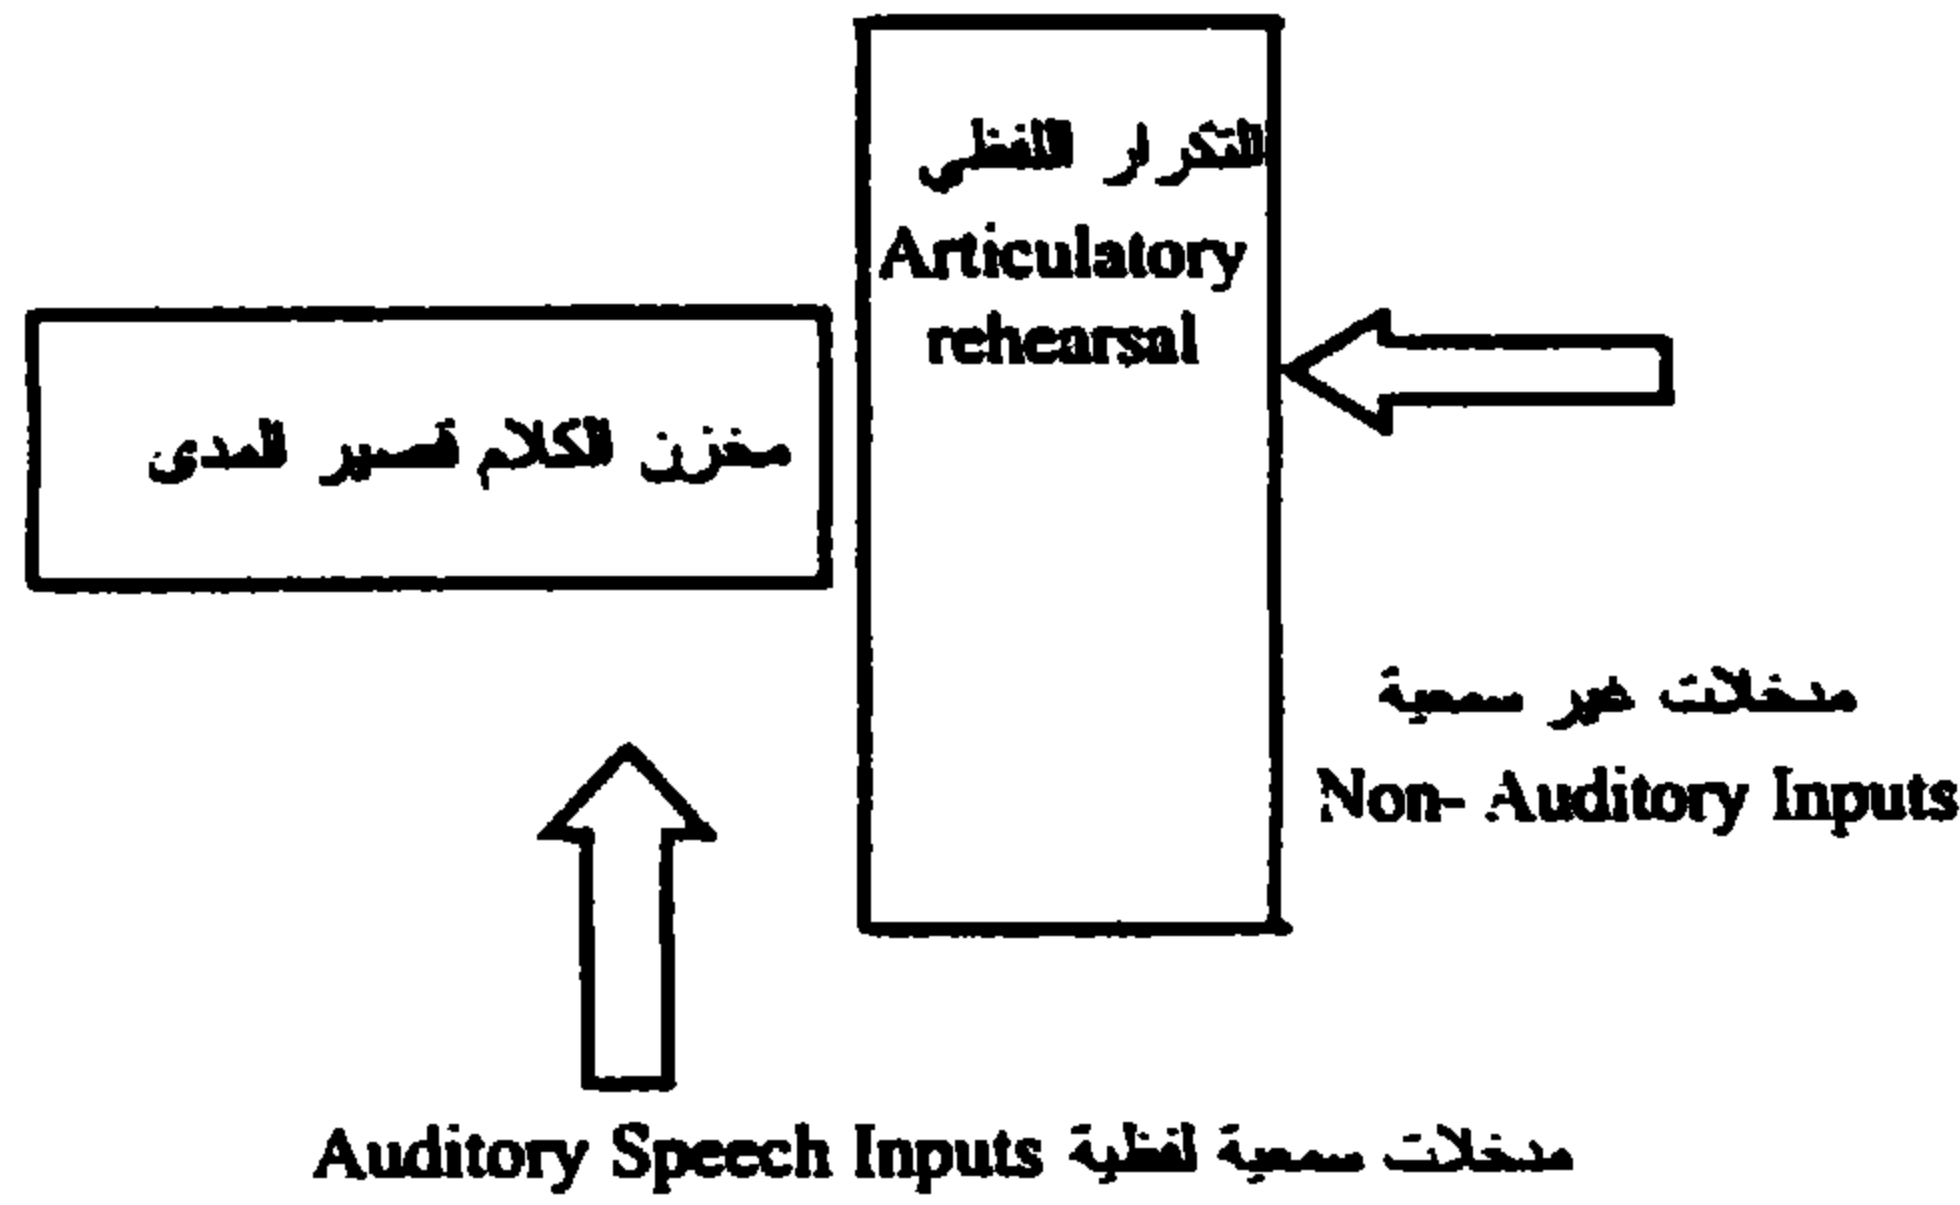 التكرار اللفظي
Articulatory
rehearsal
مخزن الكلام قصير المدى
مدخلات غير سمعية
Non- Auditory Inputs
Auditory Speech Inputs مدخلات سمعية لفظية